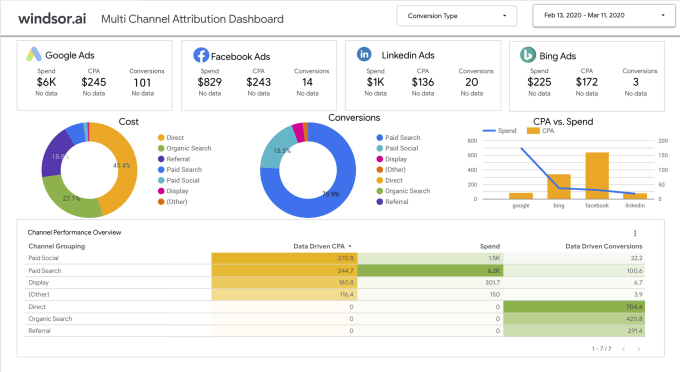 windsor.ai Multi Channel Attribution Dashboard
Conversion Type
Feb 13, 2020 - Mar 11, 2020
Google Ads
Spend CPA Conversions
$6K $245 101
No data No data No data
Facebook Ads
Spend CPA Conversions
$829 $243 14
No data No data No data
Linkedin Ads
Spend CPA Conversions
$1K $136 20
No data No data No data
Bing Ads
Spend CPA Conversions
$225 $172 3
No data No data No data
Cost
45.4%
27.1%
Direct
Organic Search
Referral
Paid Search
Paid Social
Display
(Other)
Conversions
18.5%
76.9%
Paid Search
Paid Social
Display
(Other)
Direct
Organic Search
Referral
CPA vs. Spend
Spend CPA
800 200
600 150
400 100
200 50
0 0
google bing facebook linkedin
Channel Performance Overview
Channel Grouping Data Driven CPA Spend Data Driven Conversions
Paid Social 270.8 1.5K 22.2
Paid Search 244.7 6.2K 100.6
Display 180.8 301.7 6.7
(Other) 116.4 150 3.9
Direct 0 0 704.4
Organic Search 0 0 420.8
Referral 0 0 291.4
1 - 7 / 7